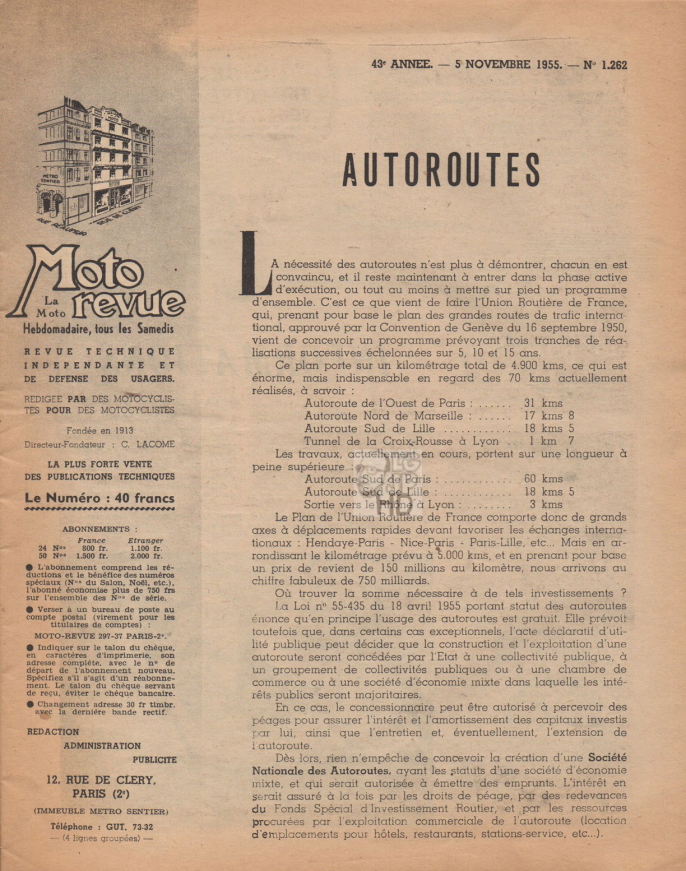 43e ANNEE. — 5 NOVEMBRE 1955. — No 1.262
METRO
SENTIER
RUE REAUMUR
RUE DE CLERY
La
Moto
Moto
revue
Hebdomadaire, tous les Samedis
REVUE TECHNIQUE
INDEPENDANTE ET
DE DEFENSE DES USAGERS.
REDIGEE PAR DES MOTOCYCLIS-
TES POUR DES MOTOCYCLISTES
Fondée en 1913
Directeur-Fondateur : C. LACOME
LA PLUS FORTE VENTE
DES PUBLICATIONS TECHNIQUES
Le Numéro : 40 francs
ABONNEMENTS :
France Etranger
24 Nos 800 fr. 1.100 fr.
50 Nos 1.500 fr. 2.000 fr.
● L'abonnement comprend les ré-
ductions et le bénéfice des numéros
spéciaux (Nos du Salon, Noël, etc.),
l'abonné économise plus de 750 frs
sur l'ensemble des Nos de série.
● Verser à un bureau de poste au
compte postal (virement pour les
titulaires de comptes) :
MOTO-REVUE 297-37 PARIS-2e.
● Indiquer sur le talon du chèque,
en caractères d'imprimerie, son
adresse complète, avec le no de
départ de l'abonnement nouveau.
Spécifiez s'il s'agit d'un réabonne-
ment. Le talon du chèque servant
de reçu, éviter le chèque bancaire.
● Changement adresse 30 fr timbr.
avec la dernière bande rectif.
REDACTION
ADMINISTRATION
PUBLICITE
12, RUE DE CLERY,
PARIS (2e)
(IMMEUBLE METRO SENTIER)
Téléphone : GUT. 73-32
— (4 lignes groupées) —
AUTOROUTES
LA nécessité des autoroutes n'est plus à démontrer, chacun en est
convaincu, et il reste maintenant à entrer dans la phase active
d'exécution, ou tout au moins à mettre sur pied un programme
d'ensemble. C'est ce que vient de faire l'Union Routière de France,
qui, prenant pour base le plan des grandes routes de trafic interna-
tional, approuvé par la Convention de Genève du 16 septembre 1950,
vient de concevoir un programme prévoyant trois tranches de réa-
lisations successives échelonnées sur 5, 10 et 15 ans.
Ce plan porte sur un kilométrage total de 4.900 kms, ce qui est
énorme, mais indispensable en regard des 70 kms actuellement
réalisés, à savoir :
Autoroute de l'Ouest de Paris : ...... 31 kms
Autoroute Nord de Marseille : ...... 17 kms 8
Autoroute Sud de Lille ............ 18 kms 5
Tunnel de la Croix-Rousse à Lyon . 1 km 7
Les travaux, actuellement en cours, portent sur une longueur à
peine supérieure :
Autoroute Sud de Paris : ............ 60 kms
Autoroute Sud de Lille : ............ 18 kms 5
Sortie vers le Rhône à Lyon : ........ 3 kms
Le Plan de l'Union Routière de France comporte donc de grands
axes à déplacements rapides devant favoriser les échanges interna-
tionaux : Hendaye-Paris - Nice-Paris - Paris-Lille, etc... Mais en ar-
rondissant le kilométrage prévu à 5.000 kms, et en prenant pour base
un prix de revient de 150 millions au kilomètre, nous arrivons au
chiffre fabuleux de 750 milliards.
Où trouver la somme nécessaire à de tels investissements ?
La Loi no 55-435 du 18 avril 1955 portant statut des autoroutes
énonce qu'en principe l'usage des autoroutes est gratuit. Elle prévoit
toutefois que, dans certains cas exceptionnels, l'acte déclaratif d'uti-
lité publique peut décider que la construction et l'exploitation d'une
autoroute seront concédées par l'Etat à une collectivité publique, à
un groupement de collectivités publiques ou à une chambre de
commerce ou à une société d'économie mixte dans laquelle les inté-
rêts publics seront majoritaires.
En ce cas, le concessionnaire peut être autorisé à percevoir des
péages pour assurer l'intérêt et l'amortissement des capitaux investis
par lui, ainsi que l'entretien et, éventuellement, l'extension de
l'autoroute.
Dès lors, rien n'empêche de concevoir la création d'une Société
Nationale des Autoroutes, ayant les statuts d'une société d'économie
mixte, et qui serait autorisée à émettre des emprunts. L'intérêt en
serait assuré à la fois par les droits de péage, par des redevances
du Fonds Spécial d'Investissement Routier, et par les ressources
procurées par l'exploitation commerciale de l'autoroute (location
d'emplacements pour hôtels, restaurants, stations-service, etc...).